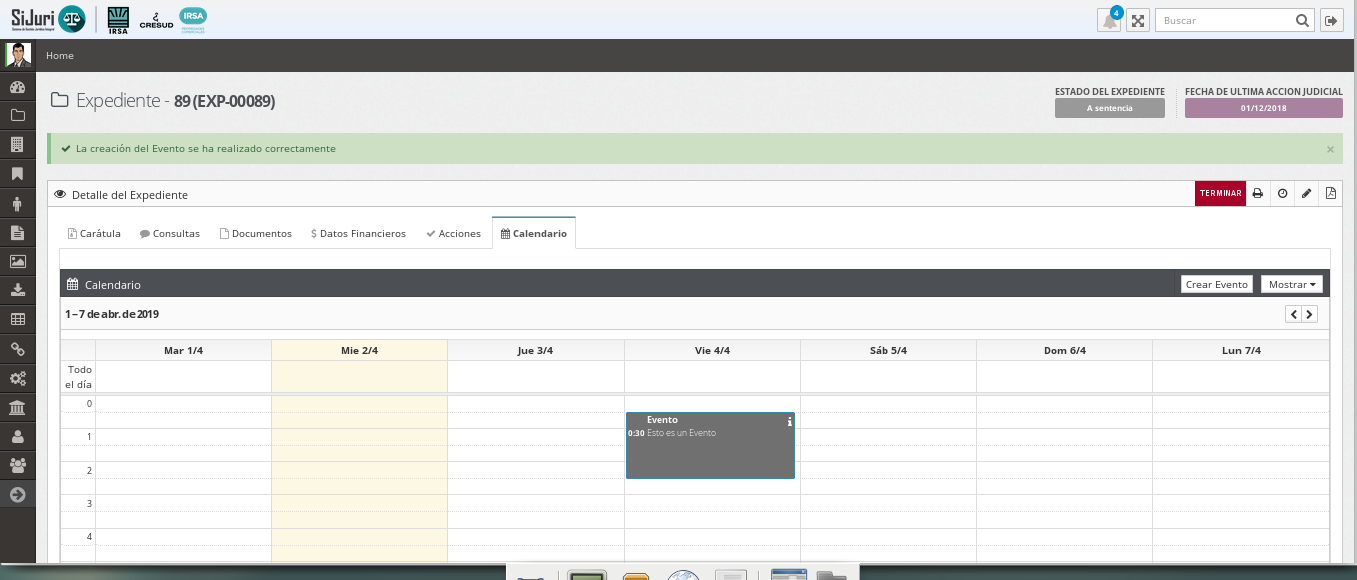 SiJuri
IRSA
CRESUD
IRSA
4
Buscar
Home
Expediente - 89 (EXP-00089)
ESTADO DEL EXPEDIENTE
A sentencia
FECHA DE ULTIMA ACCION JUDICIAL
01/12/2018
La creación del Evento se ha realizado correctamente
×
Detalle del Expediente
TERMINAR
Carátula
Consultas
Documentos
$ Datos Financieros
Acciones
Calendario
Calendario
Crear Evento
Mostrar
1 – 7 de abr. de 2019
Mar 1/4
Mie 2/4
Jue 3/4
Vie 4/4
Sáb 5/4
Dom 6/4
Lun 7/4
Todo
el día
0
Evento
0:30 Esto es un Evento
1
2
3
4